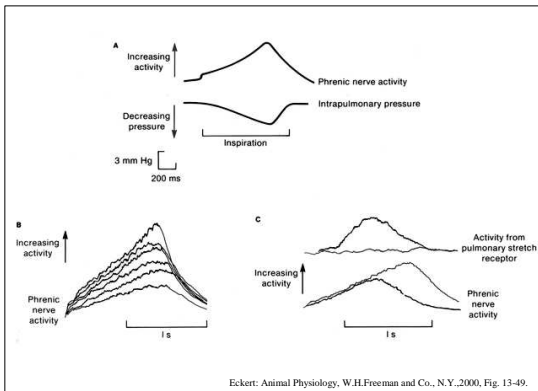 A
Increasing
activity
Phrenic nerve activity
Intrapulmonary pressure
Decreasing
pressure
Inspiration
3 mm Hg
200 ms
B
Increasing
activity
Phrenic
nerve
activity
1 s
C
Activity from
pulmonary stretch
receptor
Increasing
activity
Phrenic
nerve
activity
1 s
Eckert: Animal Physiology, W.H.Freeman and Co., N.Y.,2000, Fig. 13-49.